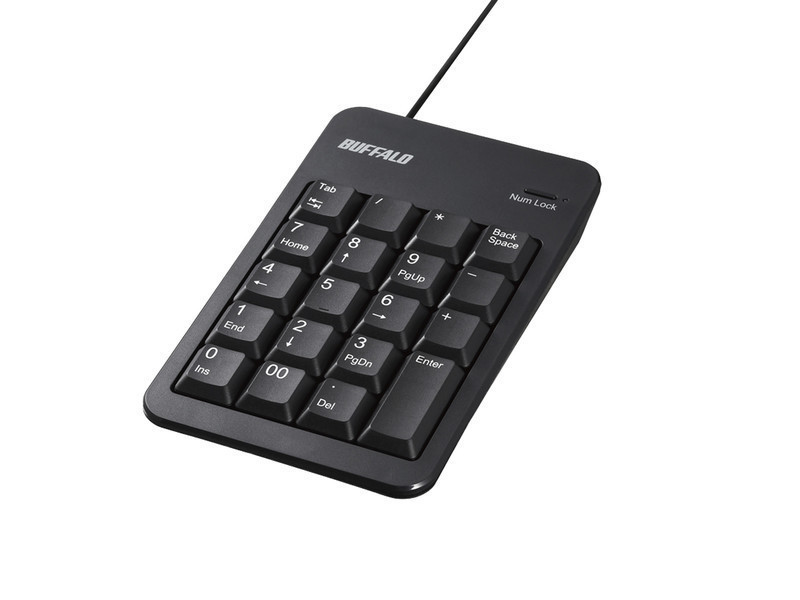 BUFFALO
Num Lock
Tab / * Back Space
7 Home 8 ↑ 9 PgUp -
4 ← 5 6 → +
1 End 2 ↓ 3 PgDn Enter
0 Ins 00 . Del